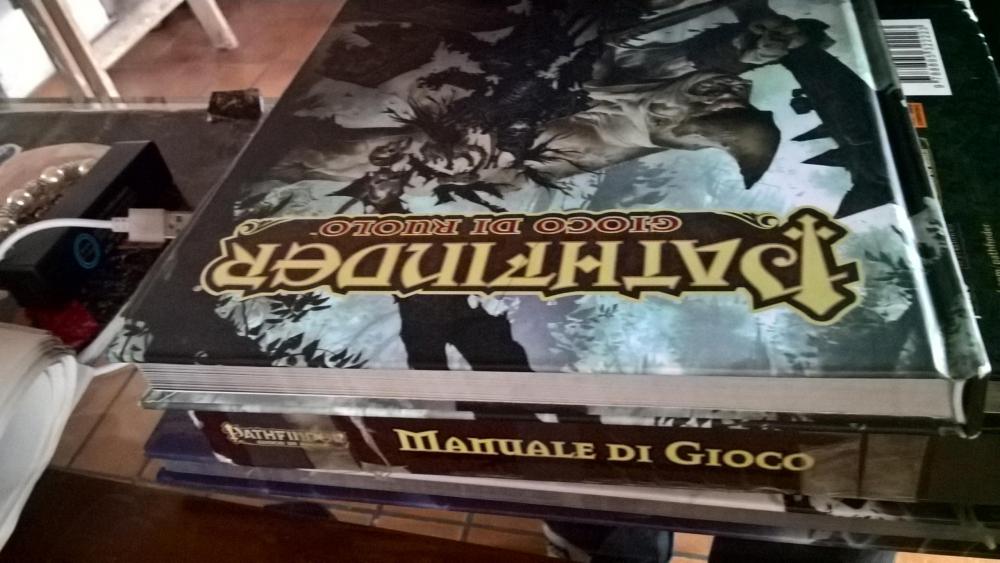 PATHFINDER
GIOCO DI RUOLO
PATHFINDER
MANUALE DI GIOCO